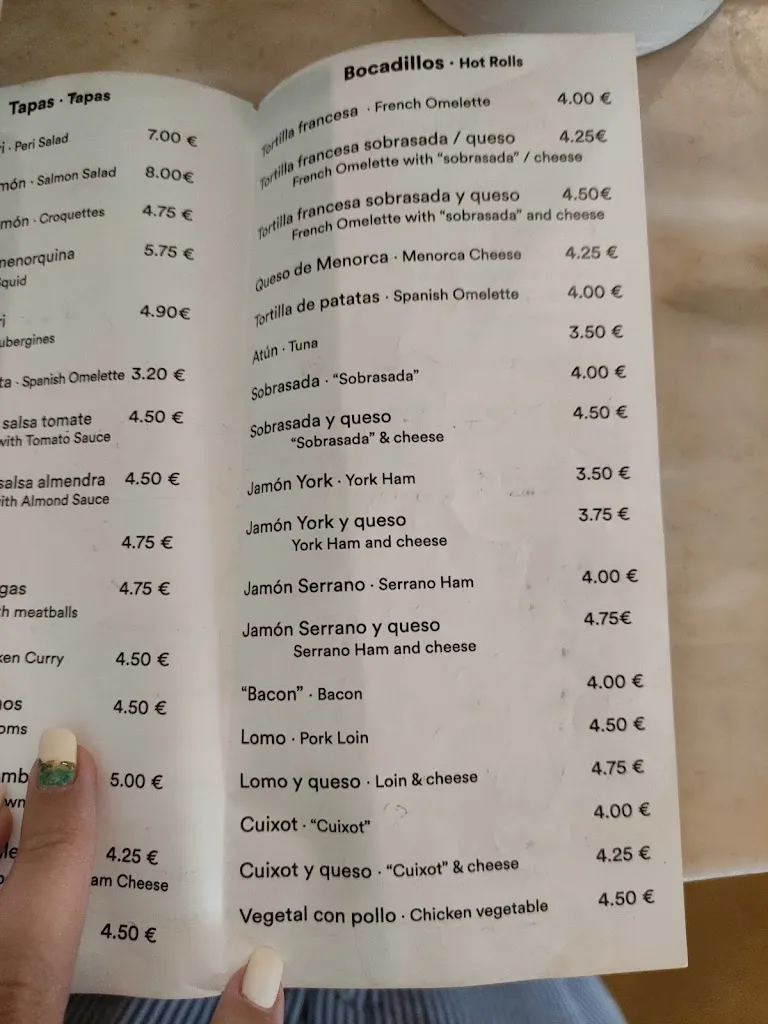 Tapas · Tapas
Peri Salad 7.00 €
món · Salmon Salad 8.00€
món · Croquettes 4.75 €
menorquina 5.75 €
quid
4.90€
ubergines
ta - Spanish Omelette 3.20 €
salsa tomate 4.50 €
with Tomato Sauce
salsa almendra 4.50 €
ith Almond Sauce
4.75 €
gas 4.75 €
h meatballs
ken Curry 4.50 €
os 4.50 €
oms
mb 5.00 €
wn
le 4.25 €
am Cheese
4.50 €
Bocadillos · Hot Rolls
Tortilla francesa · French Omelette 4.00 €
Tortilla francesa sobrasada / queso 4.25€
French Omelette with "sobrasada" / cheese
Tortilla francesa sobrasada y queso 4.50€
French Omelette with "sobrasada" and cheese
Queso de Menorca · Menorca Cheese 4.25 €
Tortilla de patatas · Spanish Omelette 4.00 €
Atún · Tuna 3.50 €
Sobrasada · "Sobrasada" 4.00 €
Sobrasada y queso 4.50 €
"Sobrasada" & cheese
Jamón York · York Ham 3.50 €
Jamón York y queso 3.75 €
York Ham and cheese
Jamón Serrano · Serrano Ham 4.00 €
Jamón Serrano y queso 4.75€
Serrano Ham and cheese
"Bacon" · Bacon 4.00 €
Lomo · Pork Loin 4.50 €
Lomo y queso · Loin & cheese 4.75 €
Cuixot · "Cuixot" 4.00 €
Cuixot y queso · "Cuixot" & cheese 4.25 €
Vegetal con pollo · Chicken vegetable 4.50 €